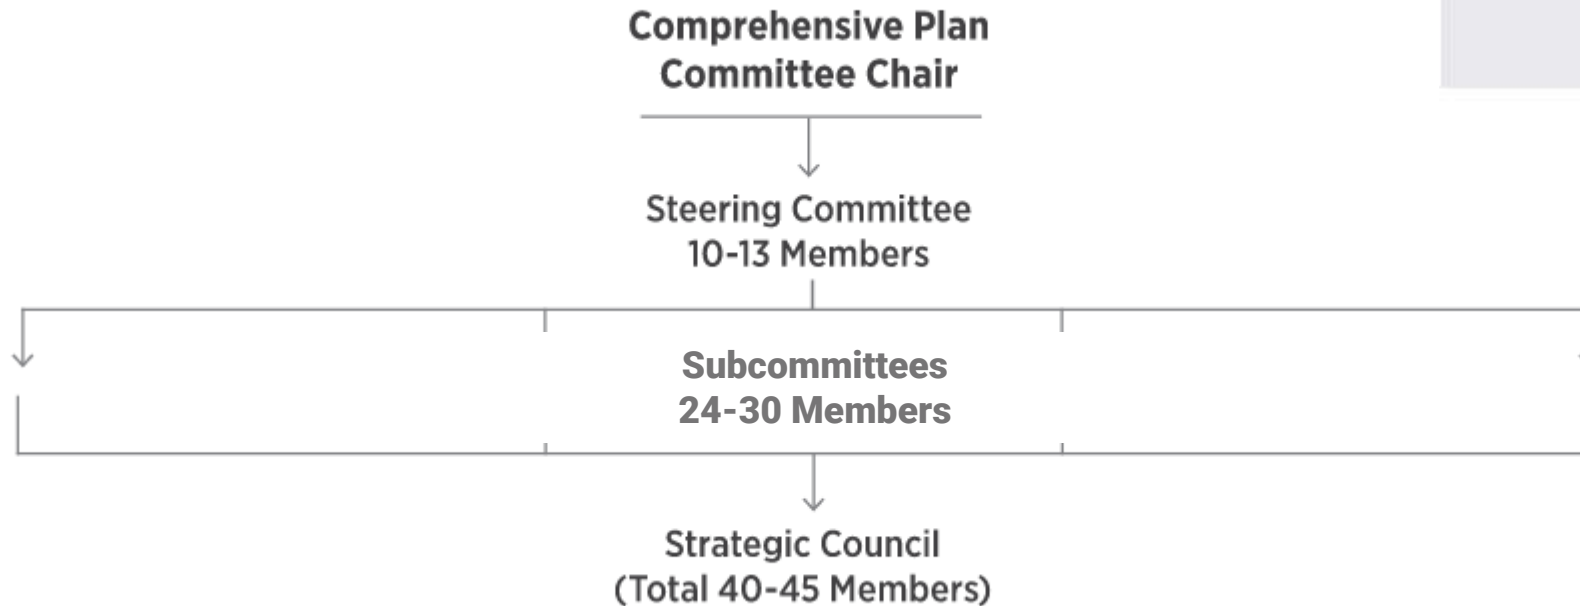 Comprehensive Plan
Committee Chair
Steering Committee
10-13 Members
Subcommittees
24-30 Members
Strategic Council
(Total 40-45 Members)